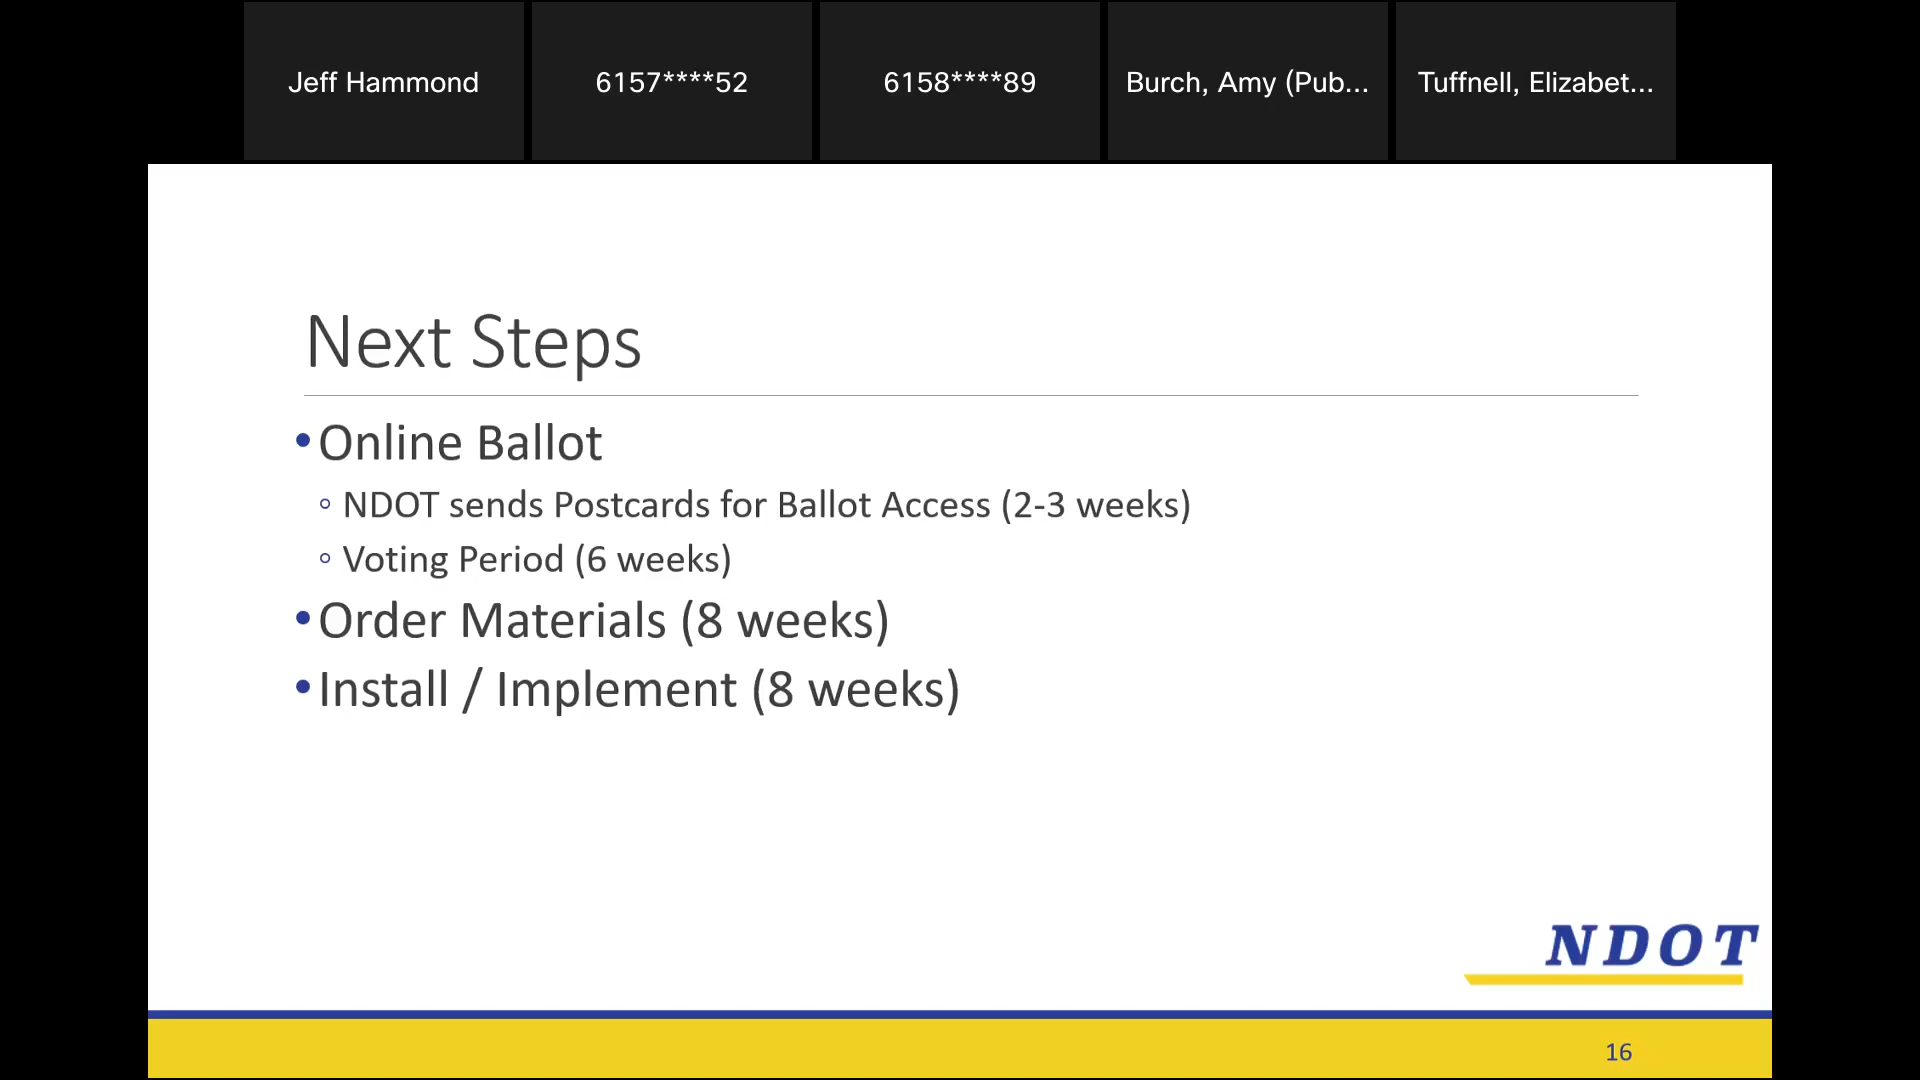 Jeff Hammond
6157****52
6158****89
Burch, Amy (Pub...
Tuffnell, Elizabet...
Next Steps
•Online Ballot
◦ NDOT sends Postcards for Ballot Access (2-3 weeks)
◦ Voting Period (6 weeks)
•Order Materials (8 weeks)
•Install / Implement (8 weeks)
NDOT
16